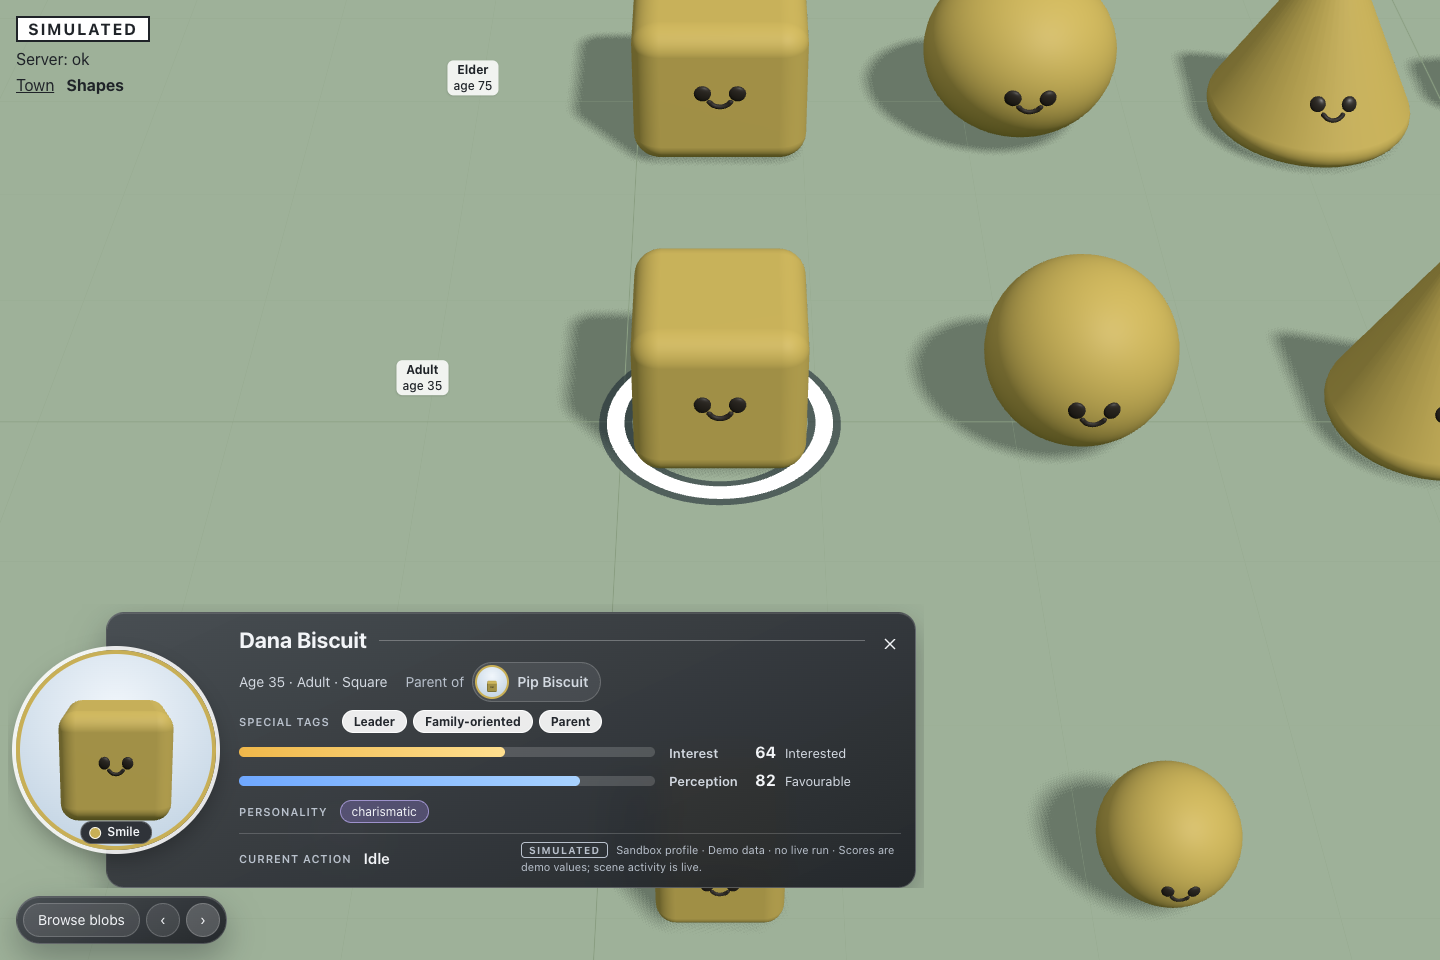 SIMULATED
Server: ok
Town Shapes
Elder
age 75
Adult
age 35
Dana Biscuit
Age 35 · Adult · Square Parent of Pip Biscuit
SPECIAL TAGS Leader Family-oriented Parent
Interest 64 Interested
Perception 82 Favourable
PERSONALITY charismatic
CURRENT ACTION Idle
SIMULATED Sandbox profile · Demo data · no live run · Scores are
demo values; scene activity is live.
Smile
Browse blobs